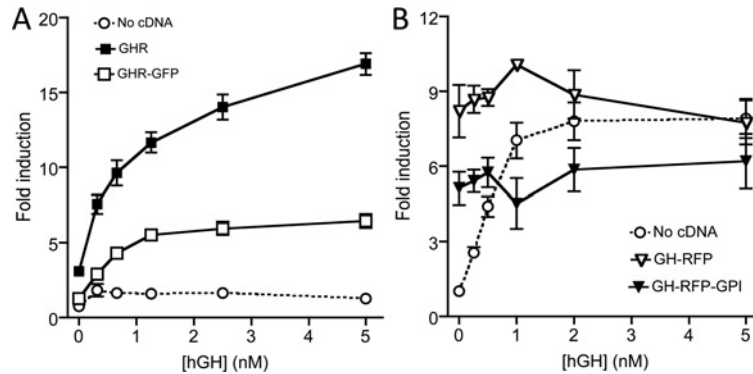 A
20
15
10
5
0
Fold induction
No cDNA
GHR
GHR-GFP
0 1 2 3 4 5
[hGH] (nM)
B
12
9
6
3
0
Fold induction
No cDNA
GH-RFP
GH-RFP-GPI
0 1 2 3 4 5
[hGH] (nM)